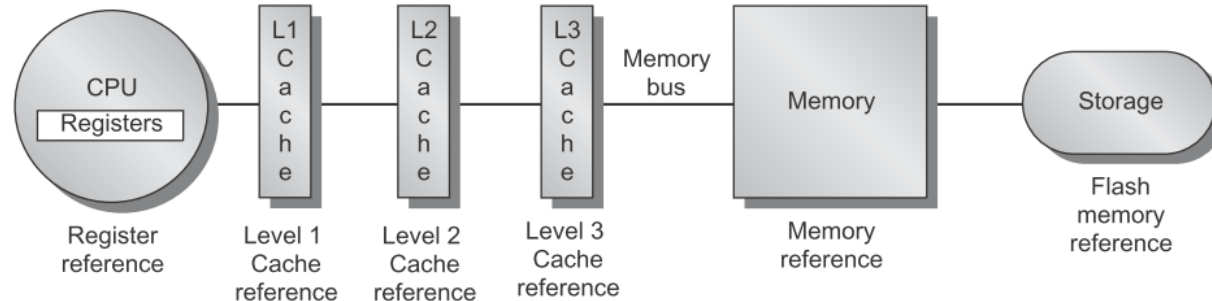 CPU
Registers
Register
reference
L1
C
a
c
h
e
Level 1
Cache
reference
L2
C
a
c
h
e
Level 2
Cache
reference
L3
C
a
c
h
e
Level 3
Cache
reference
Memory
bus
Memory
Memory
reference
Storage
Flash
memory
reference